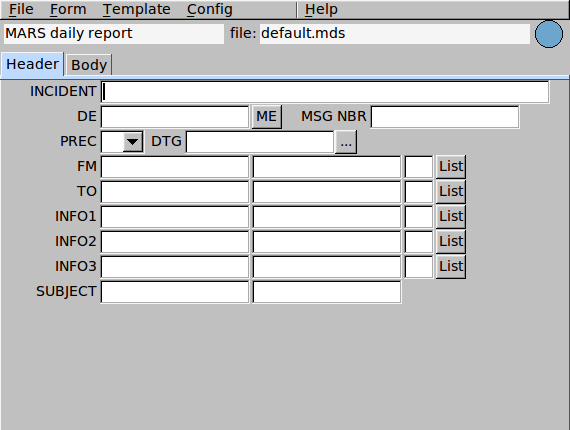 File Form Template Config Help
MARS daily report file: default.mds
Header Body
INCIDENT
DE ME MSG NBR
PREC DTG ...
FM List
TO List
INFO1 List
INFO2 List
INFO3 List
SUBJECT